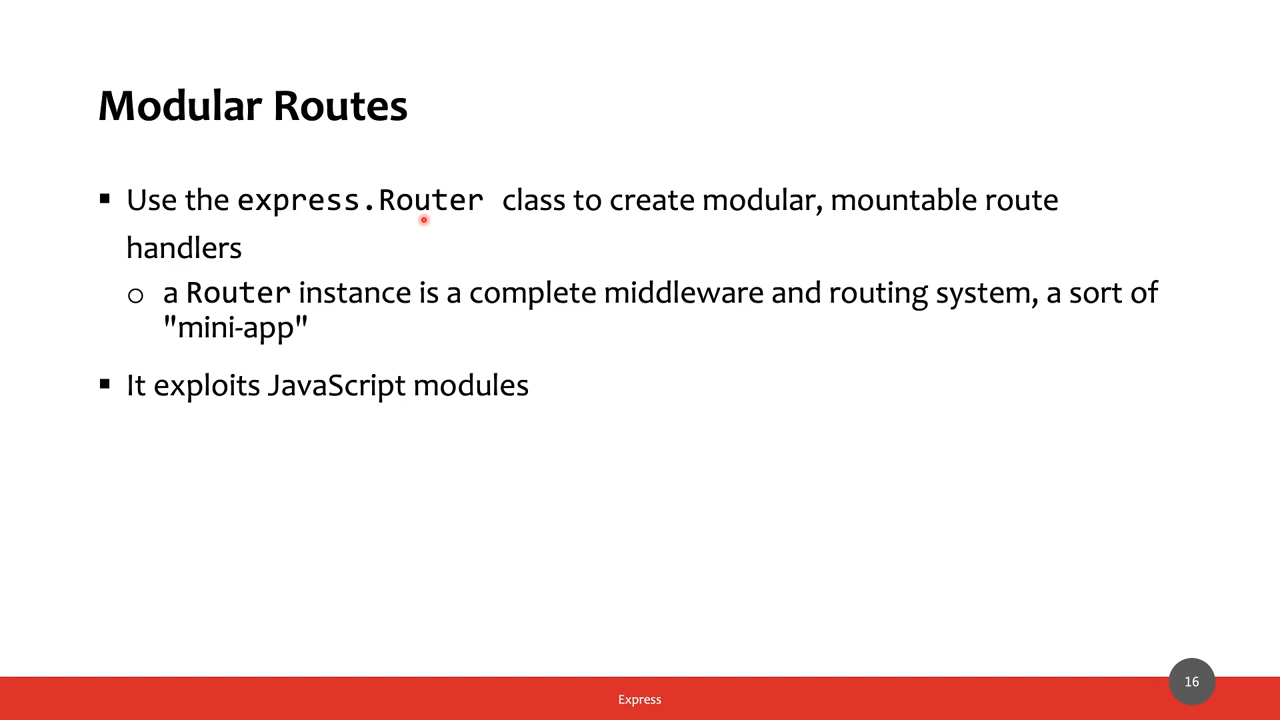 Modular Routes
▪ Use the express.Router class to create modular, mountable route
handlers
o a Router instance is a complete middleware and routing system, a sort of
"mini-app"
▪ It exploits JavaScript modules
16
Express